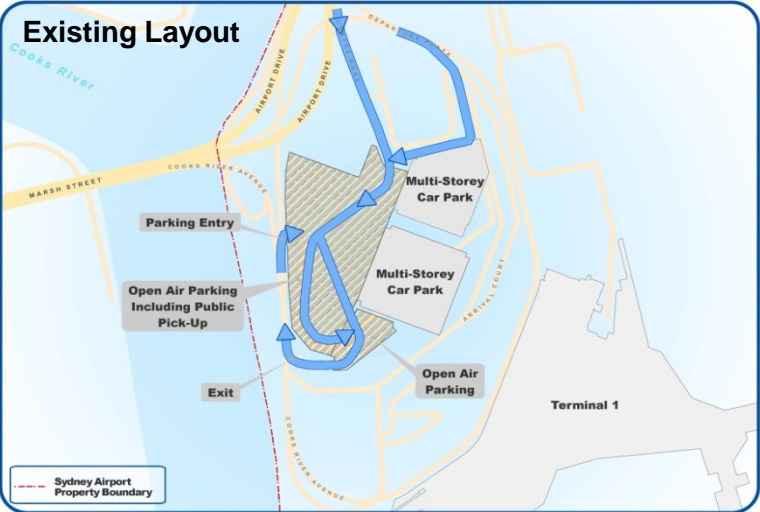 Existing Layout
Cooks River
AIRPORT DRIVE
AIRPORT DRIVE
MARSH STREET
COOKS RIVER AVENUE
Multi-Storey
Car Park
Parking Entry
Multi-Storey
Car Park
Open Air Parking
Including Public
Pick-Up
ARRIVAL COURT
Exit
Open Air
Parking
Terminal 1
COOKS RIVER AVENUE
Sydney Airport
Property Boundary